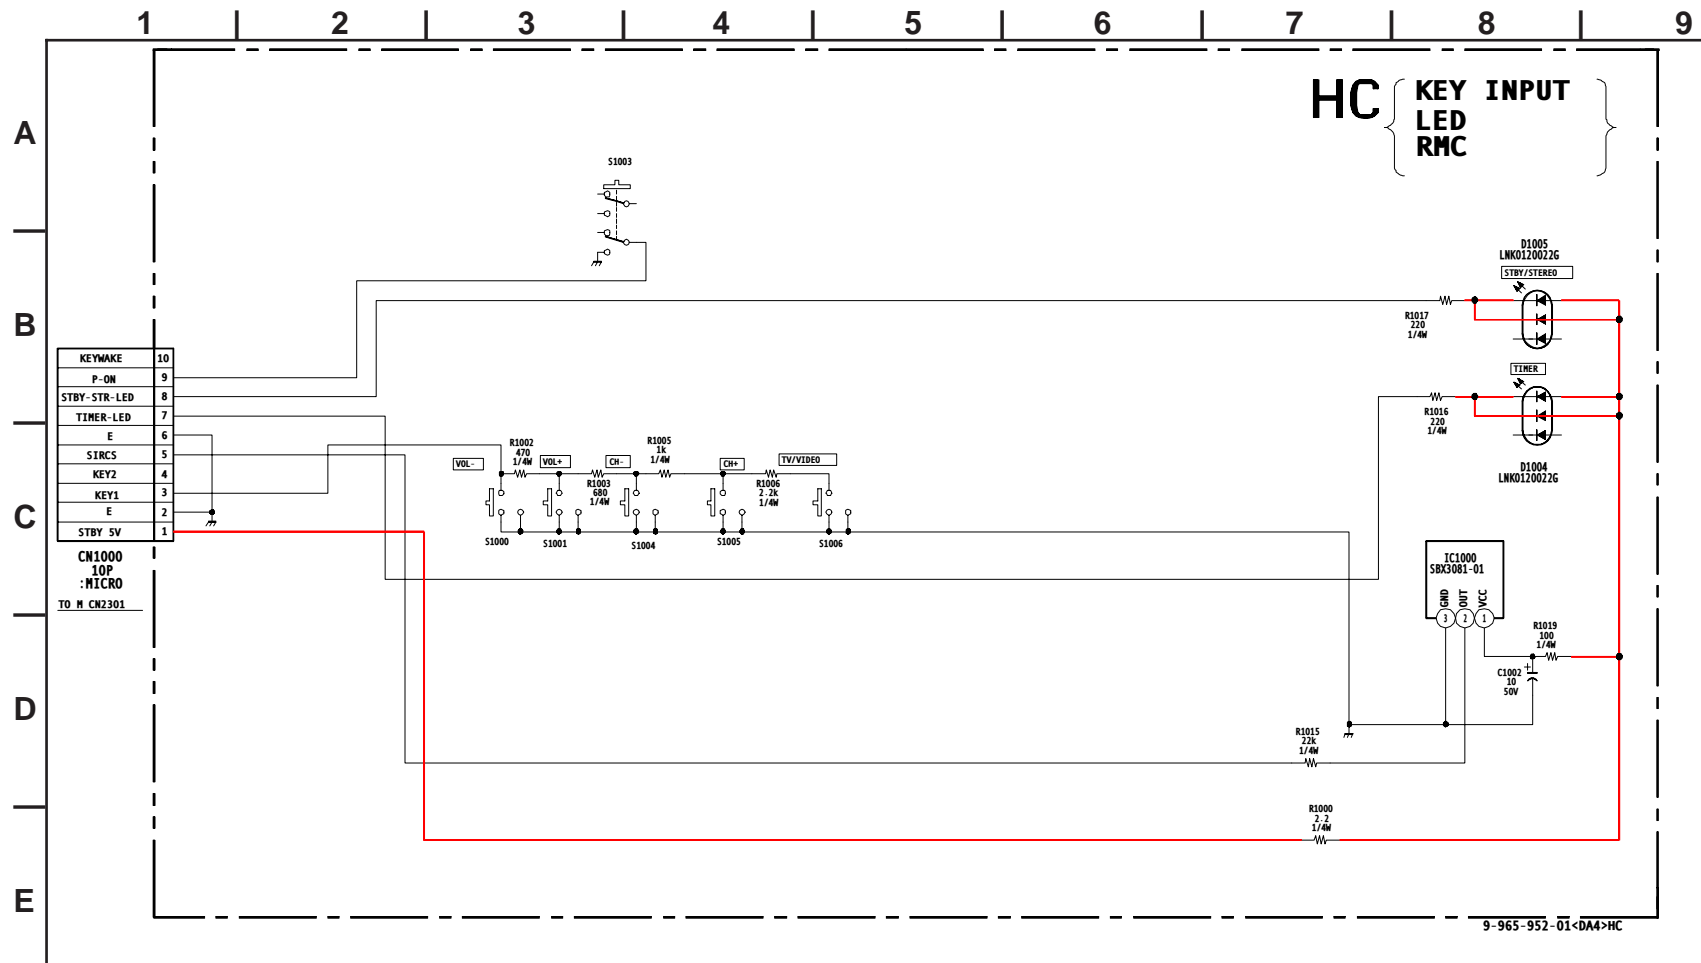 1 2 3 4 5 6 7 8 9
A
B
C
D
E
HC
KEY INPUT
LED
RMC
S1003
D1005
LNK0120022G
STBY/STEREO
R1017
220
1/4W
TIMER
R1016
220
1/4W
D1004
LNK0120022G
KEYWAKE 10
P-ON 9
STBY-STR-LED 8
TIMER-LED 7
E 6
SIRCS 5
KEY2 4
KEY1 3
E 2
STBY 5V 1
CN1000
10P
:MICRO
TO M CN2301
VOL-
R1002
470
1/4W
VOL+
R1003
680
1/4W
CH-
R1005
1k
1/4W
CH+
R1006
2.2k
1/4W
TV/VIDEO
S1000
S1001
S1004
S1005
S1006
IC1000
SBX3081-01
GND
OUT
VCC
3 2 1
R1019
100
1/4W
C1002
+
10
50V
R1015
22k
1/4W
R1000
2.2
1/4W
9-965-952-01<DA4>HC